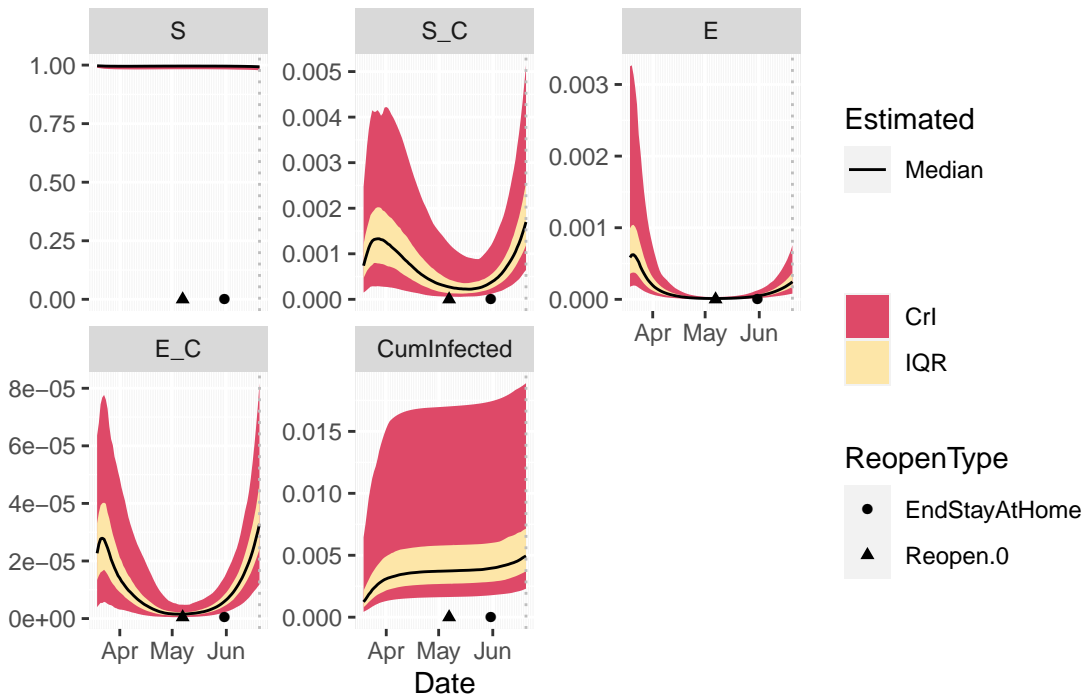 S
S_C
E
1.00
0.75
0.50
0.25
0.00
0.005
0.004
0.003
0.002
0.001
0.000
0.003
0.002
0.001
0.000
Apr May Jun
E_C
CumInfected
8e−05
6e−05
4e−05
2e−05
0e+00
0.015
0.010
0.005
0.000
Apr May Jun
Apr May Jun
Date
Estimated
Median
CrI
IQR
ReopenType
EndStayAtHome
Reopen.0